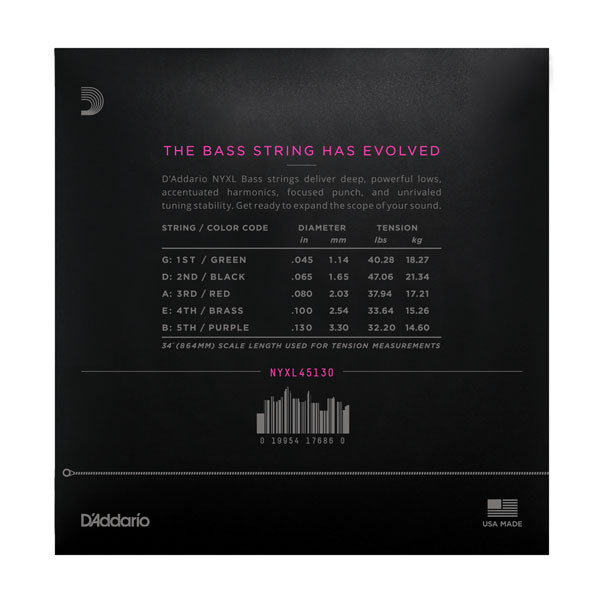 THE BASS STRING HAS EVOLVED
D'Addario NYXL Bass strings deliver deep, powerful lows,
accentuated harmonics, focused punch, and unrivaled
tuning stability. Get ready to expand the scope of your sound.
STRING / COLOR CODE DIAMETER TENSION
in mm lbs kg
G: 1ST / GREEN .045 1.14 40.28 18.27
D: 2ND / BLACK .065 1.65 47.06 21.34
A: 3RD / RED .080 2.03 37.94 17.21
E: 4TH / BRASS .100 2.54 33.64 15.26
B: 5TH / PURPLE .130 3.30 32.20 14.60
34" (864MM) SCALE LENGTH USED FOR TENSION MEASUREMENTS
NYXL45130
0 19954 17686 0
D'Addario
USA MADE